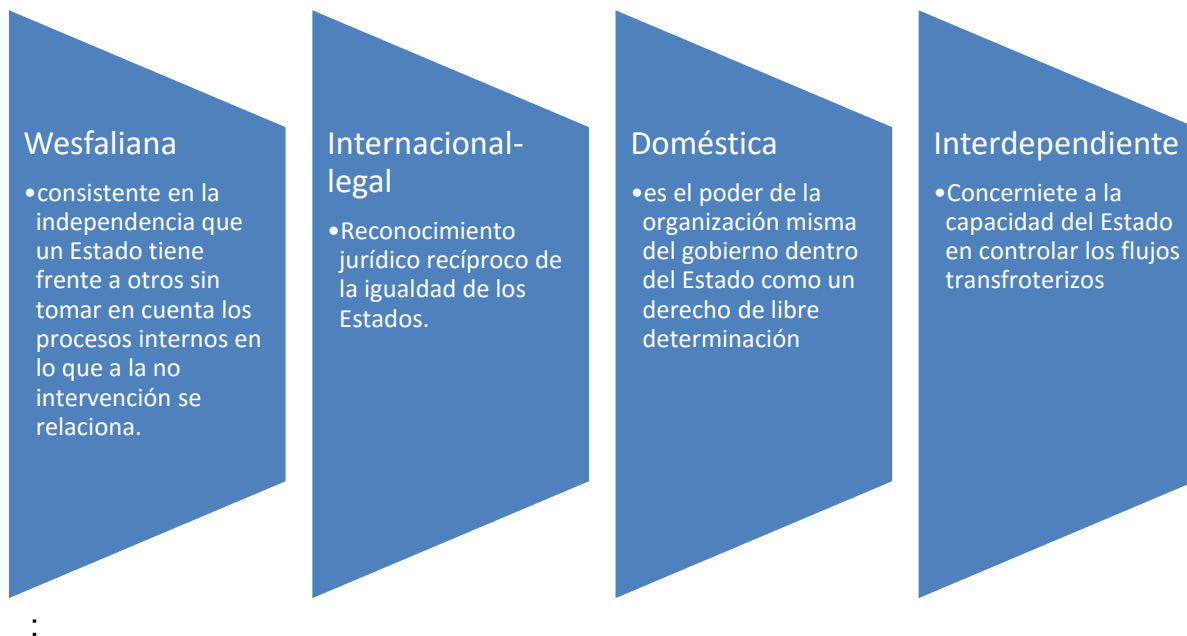 Wesfaliana
•consistente en la
independencia que
un Estado tiene
frente a otros sin
tomar en cuenta los
procesos internos en
lo que a la no
intervención se
relaciona.
Internacional-
legal
•Reconocimiento
jurídico recíproco de
la igualdad de los
Estados.
Doméstica
•es el poder de la
organización misma
del gobierno dentro
del Estado como un
derecho de libre
determinación
Interdependiente
•Concerniete a la
capacidad del Estado
en controlar los flujos
transfroterizos
: